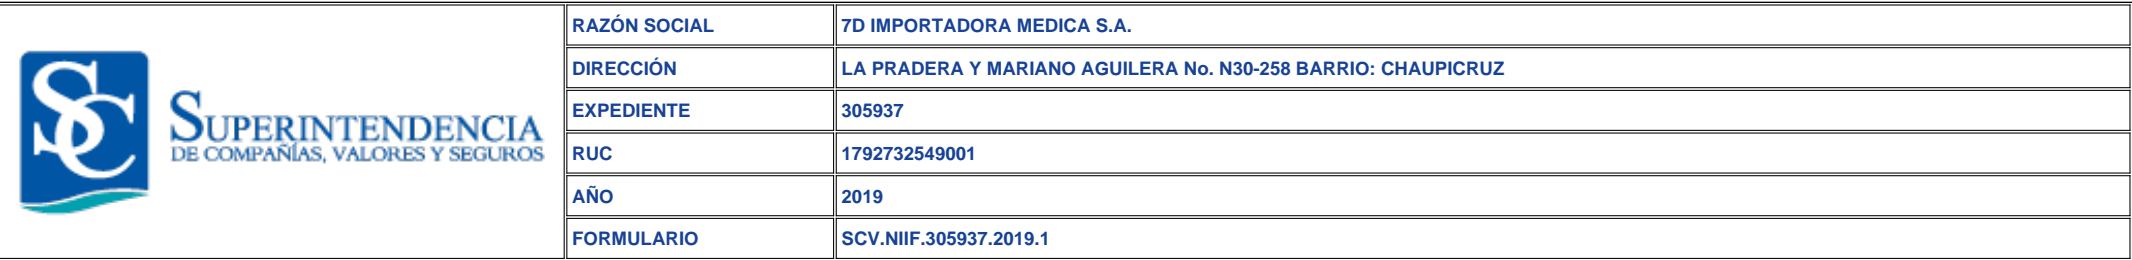 SC
SUPERINTENDENCIA
DE COMPAÑÍAS, VALORES Y SEGUROS
RAZÓN SOCIAL 7D IMPORTADORA MEDICA S.A.
DIRECCIÓN LA PRADERA Y MARIANO AGUILERA No. N30-258 BARRIO: CHAUPICRUZ
EXPEDIENTE 305937
RUC 1792732549001
AÑO 2019
FORMULARIO SCV.NIIF.305937.2019.1